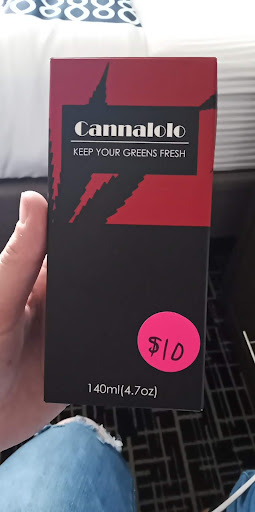 Cannalolo
KEEP YOUR GREENS FRESH
$10
140ml(4.7oz)